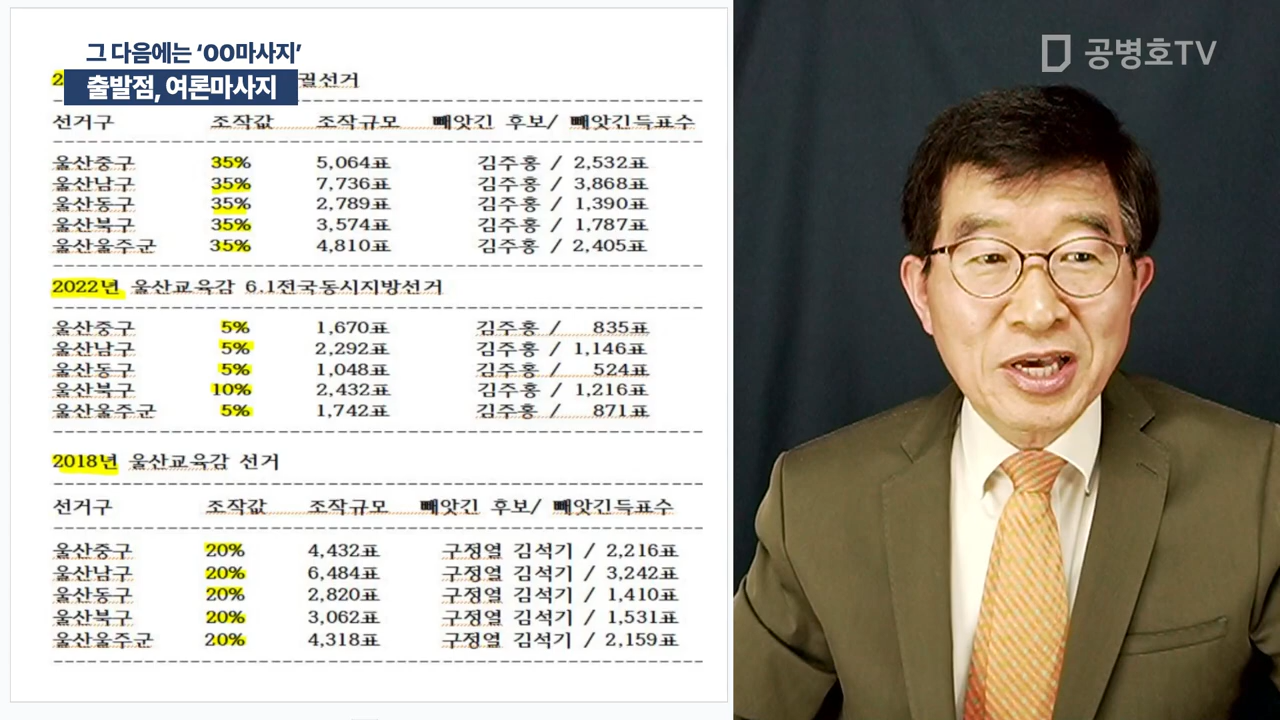 그 다음에는 ‘OO마사지’
출발점, 여론마사지
2 궐선거
선거구 조작값 조작규모 빼앗긴 후보/ 빼앗긴득표수
울산중구 35% 5,064표 김주홍 / 2,532표
울산남구 35% 7,736표 김주홍 / 3,868표
울산동구 35% 2,789표 김주홍 / 1,390표
울산북구 35% 3,574표 김주홍 / 1,787표
울산울주군 35% 4,810표 김주홍 / 2,405표
2022년 울산교육감 6.1전국동시지방선거
울산중구 5% 1,670표 김주홍 / 835표
울산남구 5% 2,292표 김주홍 / 1,146표
울산동구 5% 1,048표 김주홍 / 524표
울산북구 10% 2,432표 김주홍 / 1,216표
울산울주군 5% 1,742표 김주홍 / 871표
2018년 울산교육감 선거
선거구 조작값 조작규모 빼앗긴 후보/ 빼앗긴득표수
울산중구 20% 4,432표 구정열 김석기 / 2,216표
울산남구 20% 6,484표 구정열 김석기 / 3,242표
울산동구 20% 2,820표 구정열 김석기 / 1,410표
울산북구 20% 3,062표 구정열 김석기 / 1,531표
울산울주군 20% 4,318표 구정열 김석기 / 2,159표
공병호TV